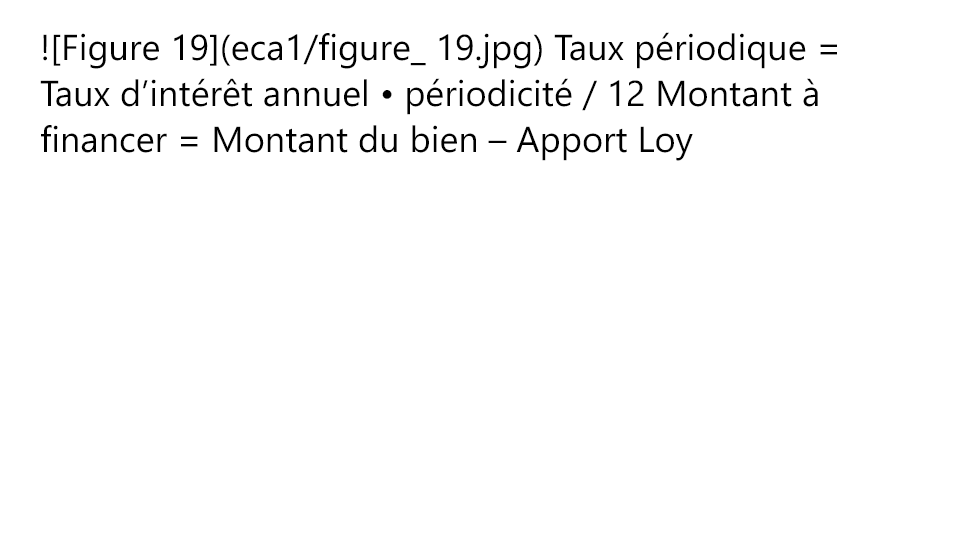 ![Figure 19](eca1/figure_ 19.jpg) Taux périodique =
Taux d’intérêt annuel • périodicité / 12 Montant à
financer = Montant du bien – Apport Loy